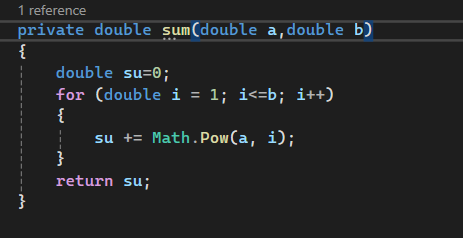 1 reference
private double sum(double a,double b)
{
double su=0;
for (double i = 1; i<=b; i++)
{
su += Math.Pow(a, i);
}
return su;
}